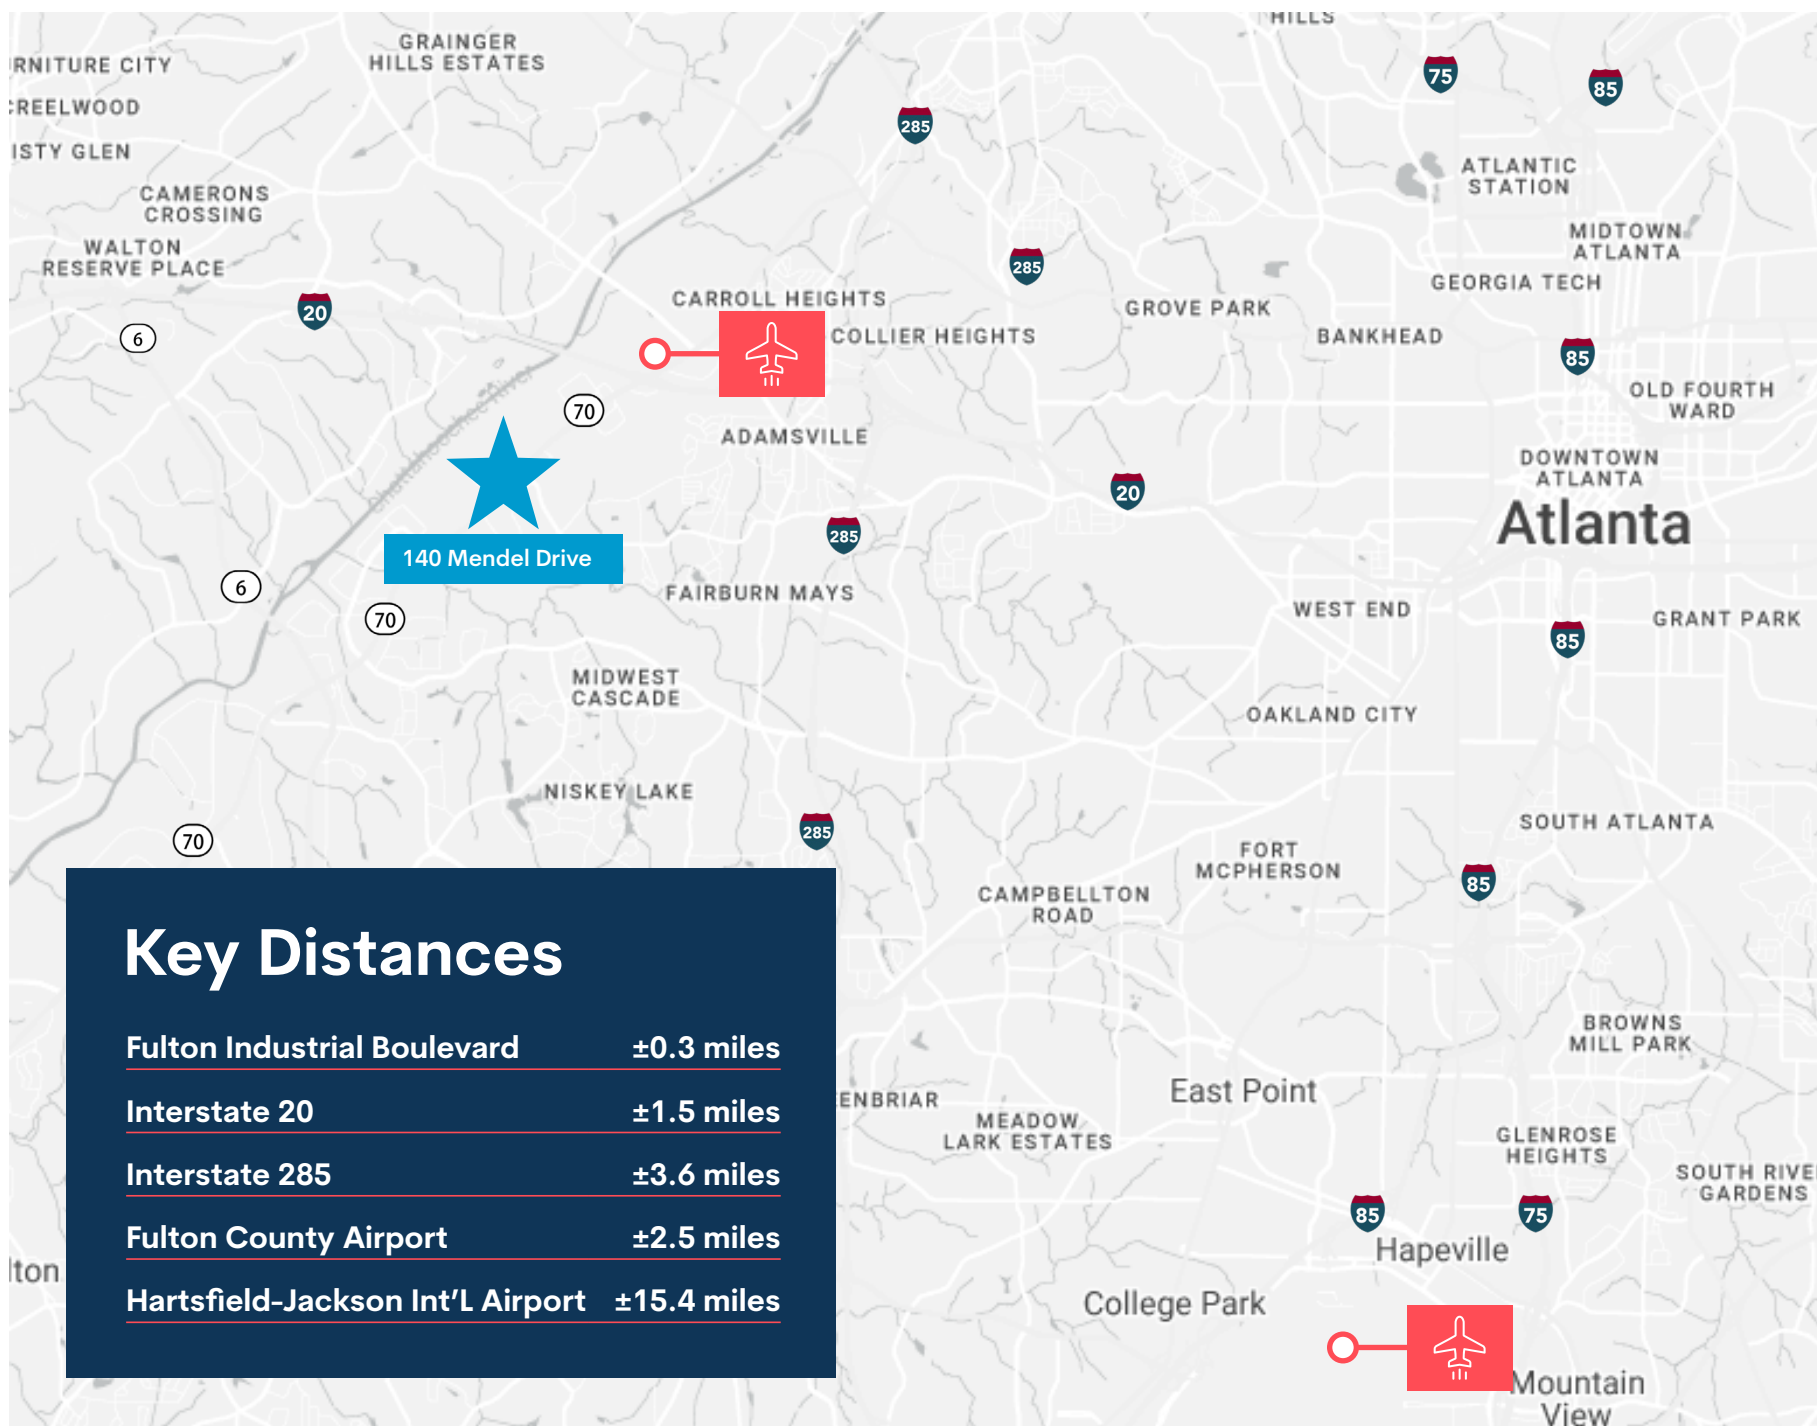 HILLS
GRAINGER
HILLS ESTATES
RNITURE CITY
CREELWOOD
ISTY GLEN
75
85
285
ATLANTIC
STATION
CAMERONS
CROSSING
WALTON
RESERVE PLACE
MIDTOWN
ATLANTA
285
GEORGIA TECH
CARROLL HEIGHTS
20
6
GROVE PARK
COLLIER HEIGHTS
BANKHEAD
85
Chattahoochee River
70
OLD FOURTH
WARD
ADAMSVILLE
DOWNTOWN
ATLANTA
20
Atlanta
285
140 Mendel Drive
6
FAIRBURN MAYS
70
WEST END
GRANT PARK
85
MIDWEST
CASCADE
OAKLAND CITY
NISKEY LAKE
SOUTH ATLANTA
285
70
FORT
MCPHERSON
85
CAMPBELLTON
ROAD
Key Distances
Fulton Industrial Boulevard ±0.3 miles
Interstate 20 ±1.5 miles
Interstate 285 ±3.6 miles
Fulton County Airport ±2.5 miles
Hartsfield-Jackson Int’L Airport ±15.4 miles
BROWNS
MILL PARK
East Point
ENBRIAR
MEADOW
LARK ESTATES
GLENROSE
HEIGHTS
SOUTH RIVE
GARDENS
85
75
Hapeville
lton
College Park
Mountain
View